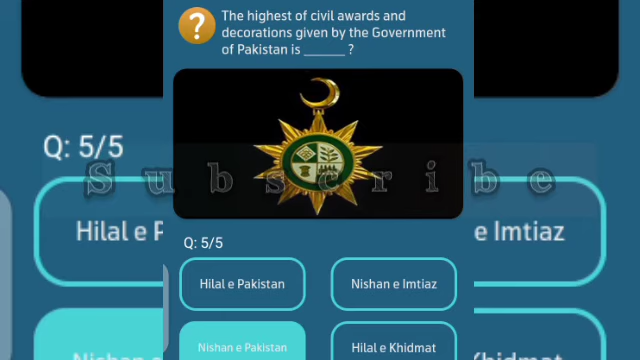 ?
The highest of civil awards and
decorations given by the Government
of Pakistan is ______ ?
Q: 5/5
Subscribe
Hilal e P
e Imtiaz
Q: 5/5
Hilal e Pakistan
Nishan e Imtiaz
Nishan e Pakistan
Hilal e Khidmat